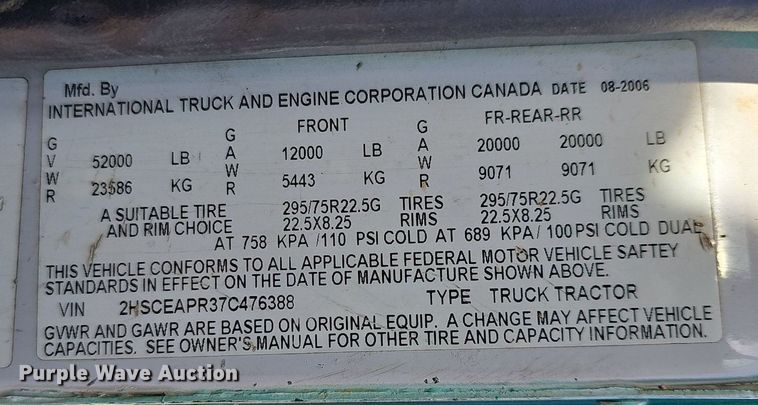 Mfd. By
INTERNATIONAL TRUCK AND ENGINE CORPORATION CANADA DATE 08-2006
FRONT FR-REAR-RR
GVWR 52000 LB GAWR 12000 LB GAWR 20000 20000 LB
23586 KG 5443 KG 9071 9071 KG
A SUITABLE TIRE 295/75R22.5G TIRES 295/75R22.5G TIRES
AND RIM CHOICE 22.5X8.25 RIMS 22.5X8.25 RIMS
AT 758 KPA /110 PSI COLD AT 689 KPA/ 100 PSI COLD DUAL
THIS VEHICLE CONFORMS TO ALL APPLICABLE FEDERAL MOTOR VEHICLE SAFTEY
STANDARDS IN EFFECT ON THE DATE OF MANUFACTURE SHOWN ABOVE.
VIN 2HSCEAPR37C476388 TYPE TRUCK TRACTOR
GVWR AND GAWR ARE BASED ON ORIGINAL EQUIP. A CHANGE MAY AFFECT VEHICLE
CAPACITIES. SEE OWNER'S MANUAL FOR OTHER TIRE AND CAPACITY INFORMATION.
Purple Wave Auction